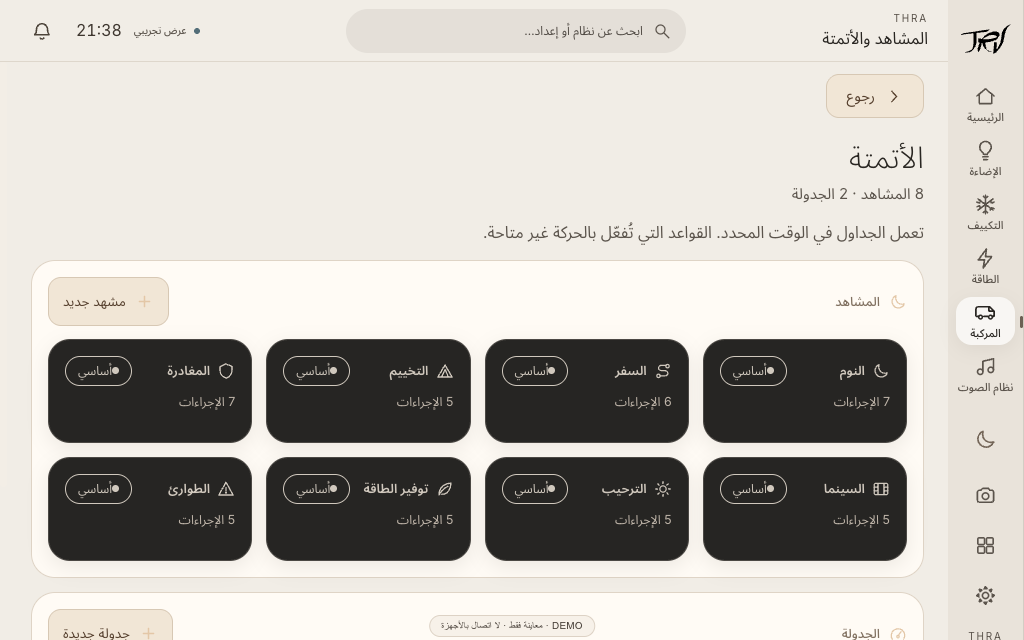 THRA
المشاهد والأتمتة
ابحث عن نظام أو إعداد...
عرض تجريبي
21:38
الرئيسية
الإضاءة
التكييف
الطاقة
المركبة
نظام الصوت
THRA
رجوع
الأتمتة
8 المشاهد · 2 الجدولة
تعمل الجداول في الوقت المحدد. القواعد التي تُفعّل بالحركة غير متاحة.
المشاهد
مشهد جديد
النوم
أساسي
7 الإجراءات
السفر
أساسي
6 الإجراءات
التخييم
أساسي
5 الإجراءات
المغادرة
أساسي
7 الإجراءات
السينما
أساسي
5 الإجراءات
الترحيب
أساسي
5 الإجراءات
توفير الطاقة
أساسي
5 الإجراءات
الطوارئ
أساسي
5 الإجراءات
الجدولة
جدولة جديدة
DEMO · معاينة فقط · لا اتصال بالأجهزة